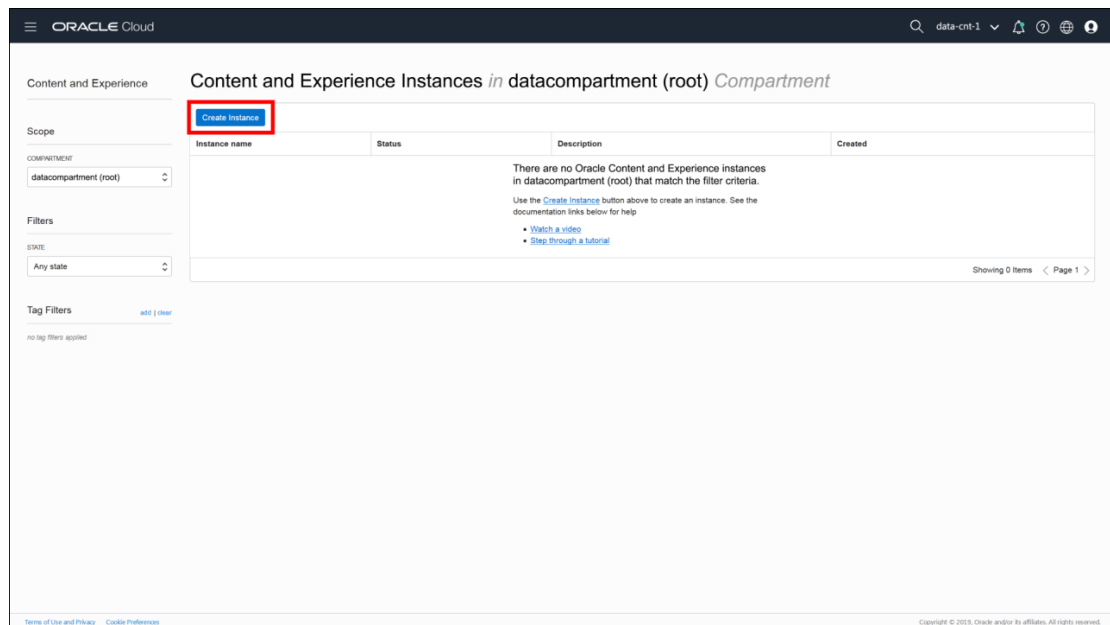 ORACLE Cloud
data-cnt-1
Content and Experience
Scope
COMPARTMENT
datacompartment (root)
Filters
STATE
Any state
Tag Filters
add | clear
no tag filters applied
Content and Experience Instances in datacompartment (root) Compartment
Create Instance
Instance name Status Description Created
There are no Oracle Content and Experience instances
in datacompartment (root) that match the filter criteria.
Use the Create Instance button above to create an instance. See the
documentation links below for help
• Watch a video
• Step through a tutorial
Showing 0 Items < Page 1 >
Terms of Use and Privacy Cookie Preferences
Copyright © 2019, Oracle and/or its affiliates. All rights reserved.